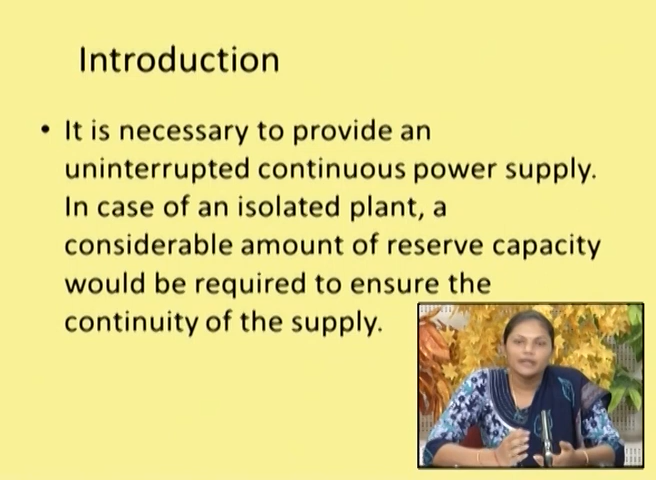 Introduction
• It is necessary to provide an
uninterrupted continuous power supply.
In case of an isolated plant, a
considerable amount of reserve capacity
would be required to ensure the
continuity of the supply.